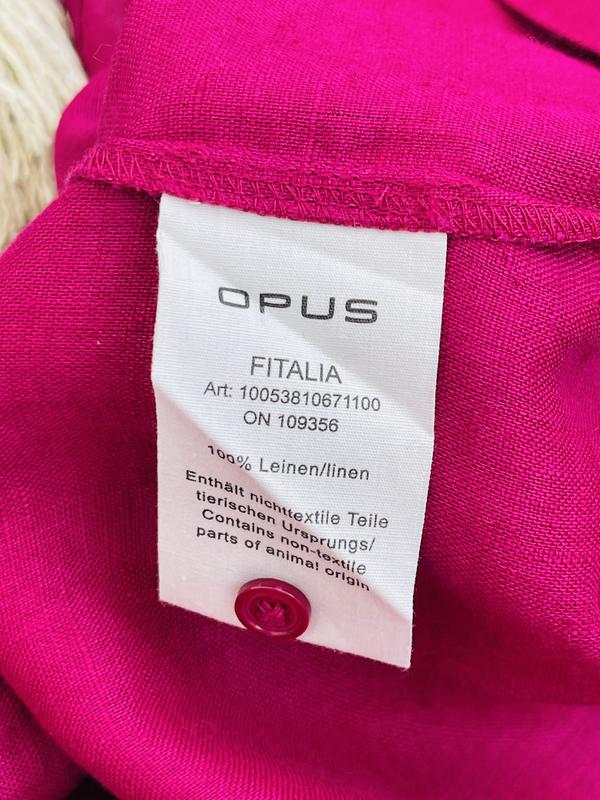 OPUS
FITALIA
Art: 10053810671100
ON 109356
100% Leinen/linen
Enthält nichttextile Teile
tierischen Ursprungs/
Contains non-textile
parts of animal origin